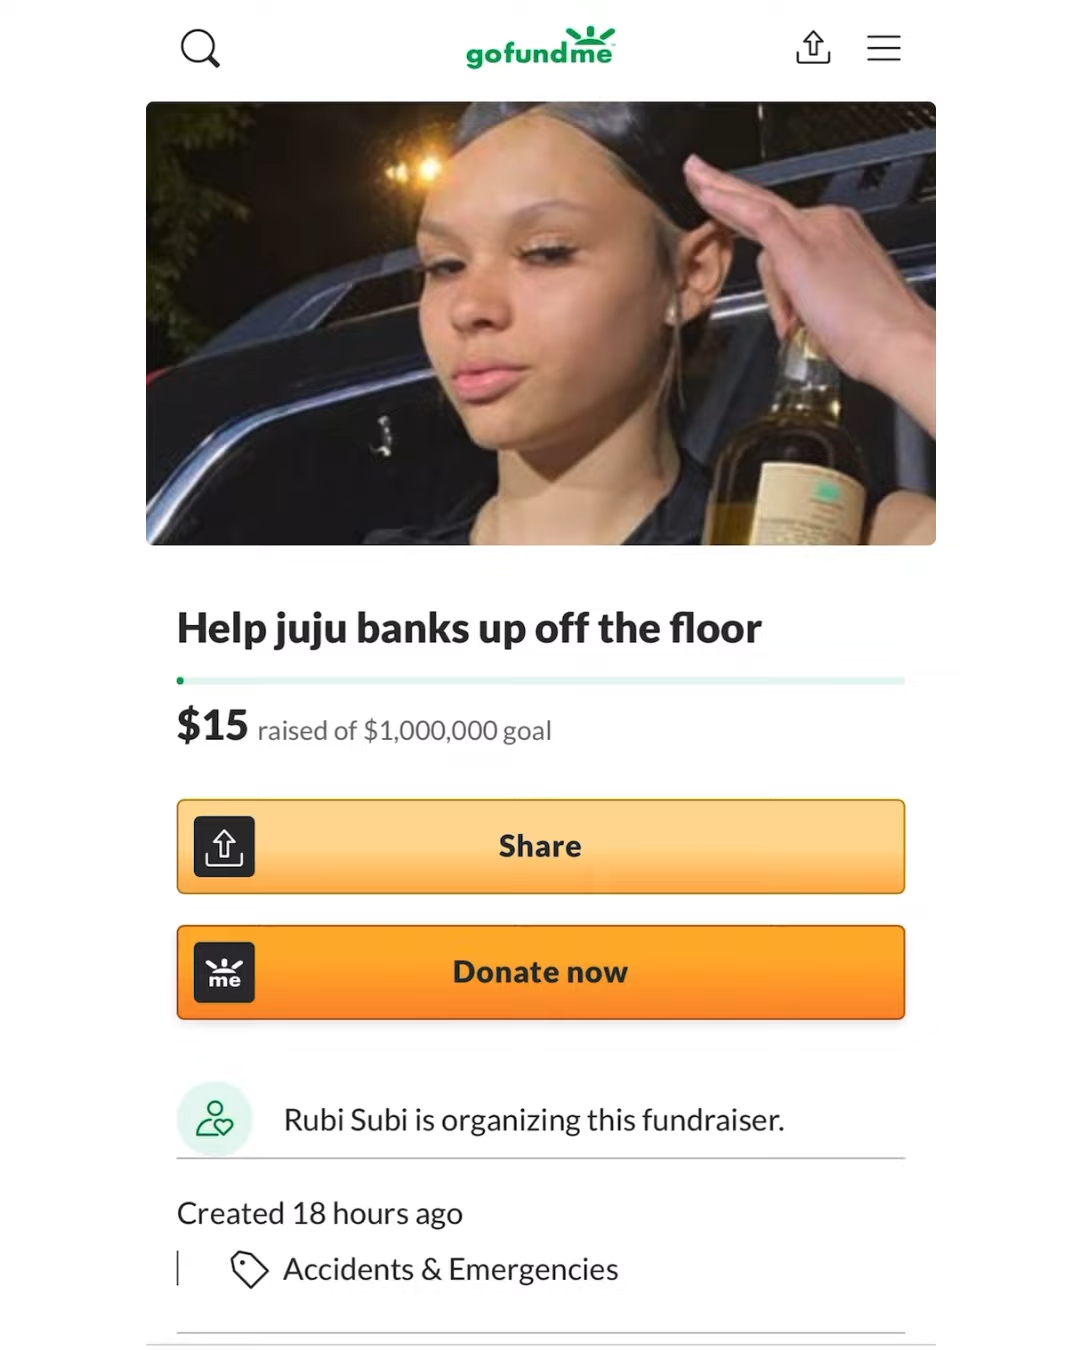 gofundme
Help juju banks up off the floor
$15 raised of $1,000,000 goal
Share
me
Donate now
Rubi Subi is organizing this fundraiser.
Created 18 hours ago
Accidents & Emergencies